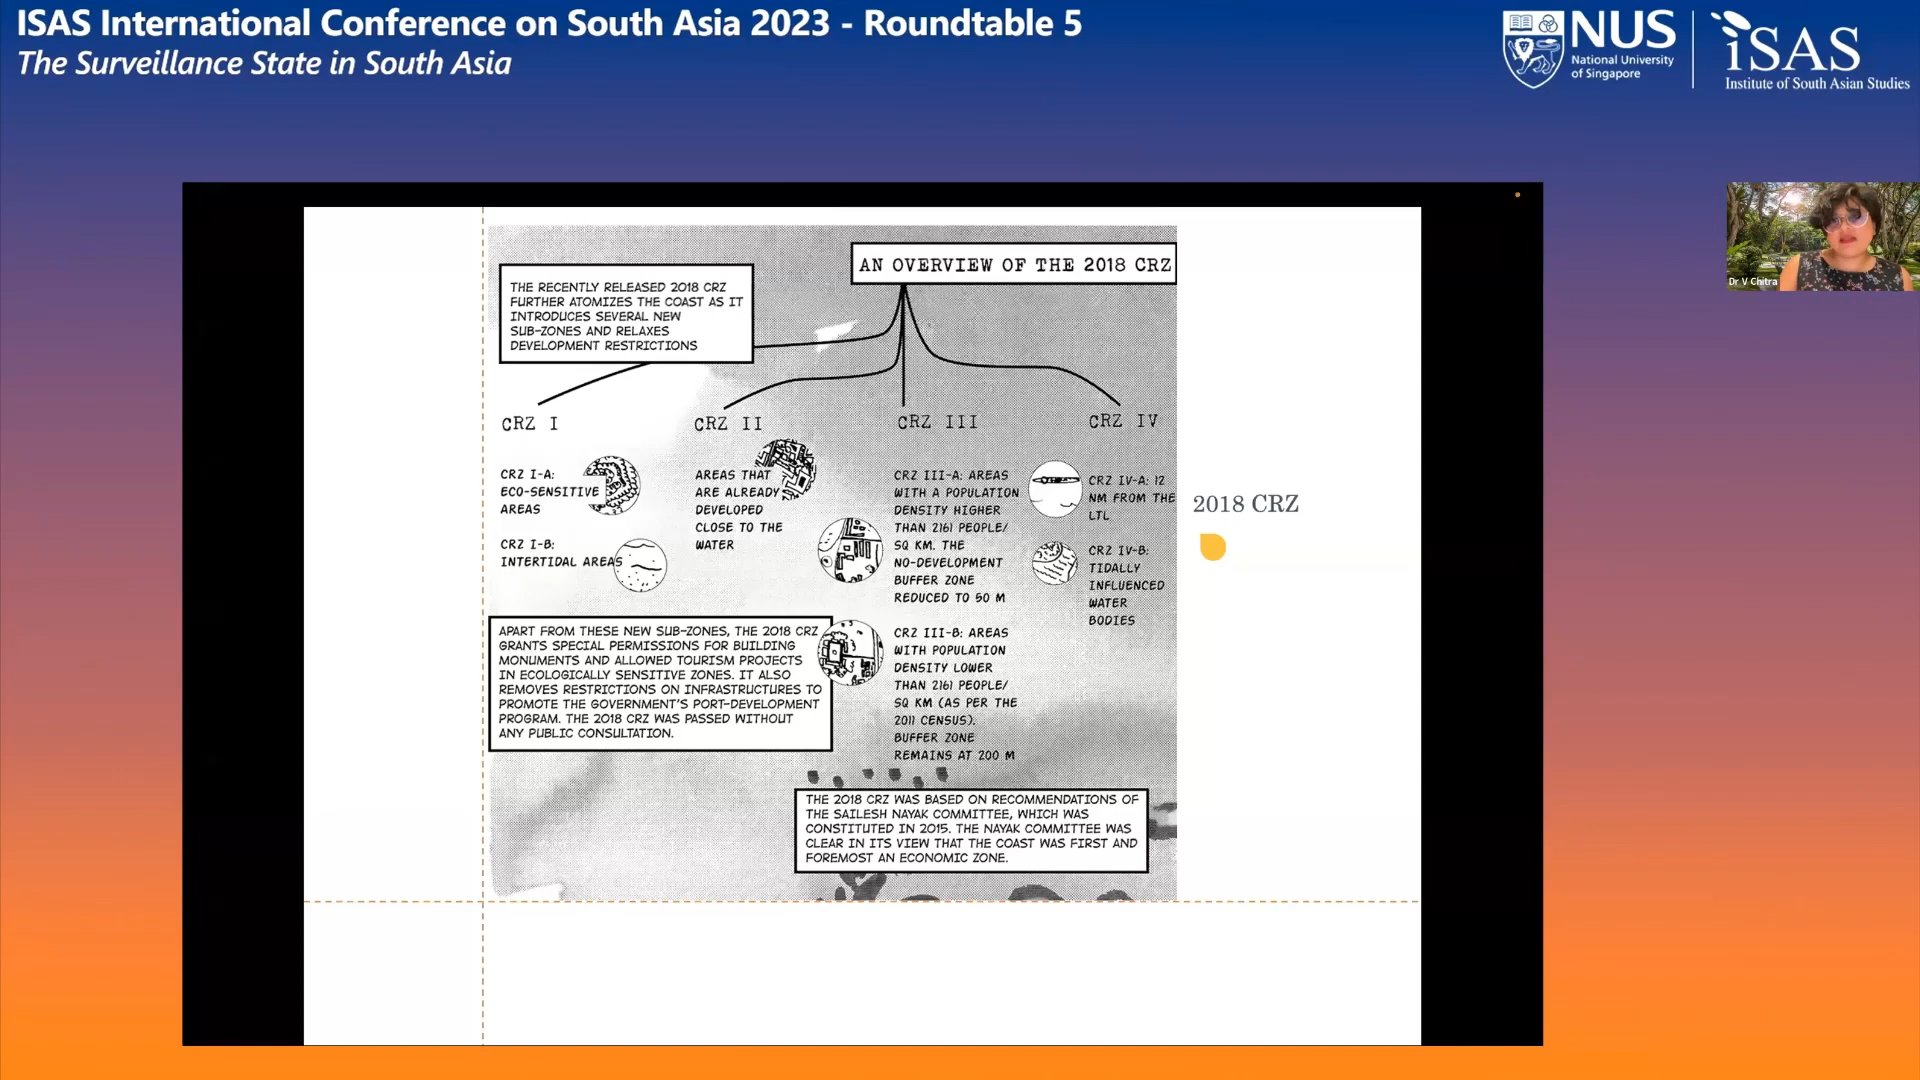 ISAS International Conference on South Asia 2023 - Roundtable 5
The Surveillance State in South Asia
NUS
National University
of Singapore
iSAS
Institute of South Asian Studies
Dr V Chitra
AN OVERVIEW OF THE 2018 CRZ
THE RECENTLY RELEASED 2018 CRZ
FURTHER ATOMIZES THE COAST AS IT
INTRODUCES SEVERAL NEW
SUB-ZONES AND RELAXES
DEVELOPMENT RESTRICTIONS
CRZ I
CRZ I-A:
ECO-SENSITIVE
AREAS
CRZ I-B:
INTERTIDAL AREAS
CRZ II
AREAS THAT
ARE ALREADY
DEVELOPED
CLOSE TO THE
WATER
CRZ III
CRZ III-A: AREAS
WITH A POPULATION
DENSITY HIGHER
THAN 2161 PEOPLE/
SQ KM. THE
NO-DEVELOPMENT
BUFFER ZONE
REDUCED TO 50 M
CRZ III-B: AREAS
WITH POPULATION
DENSITY LOWER
THAN 2161 PEOPLE/
SQ KM (AS PER THE
2011 CENSUS).
BUFFER ZONE
REMAINS AT 200 M
CRZ IV
CRZ IV-A: 12
NM FROM THE
LTL
CRZ IV-B:
TIDALLY
INFLUENCED
WATER
BODIES
APART FROM THESE NEW SUB-ZONES, THE 2018 CRZ
GRANTS SPECIAL PERMISSIONS FOR BUILDING
MONUMENTS AND ALLOWED TOURISM PROJECTS
IN ECOLOGICALLY SENSITIVE ZONES. IT ALSO
REMOVES RESTRICTIONS ON INFRASTRUCTURES TO
PROMOTE THE GOVERNMENT'S PORT-DEVELOPMENT
PROGRAM. THE 2018 CRZ WAS PASSED WITHOUT
ANY PUBLIC CONSULTATION.
THE 2018 CRZ WAS BASED ON RECOMMENDATIONS OF
THE SAILESH NAYAK COMMITTEE, WHICH WAS
CONSTITUTED IN 2015. THE NAYAK COMMITTEE WAS
CLEAR IN ITS VIEW THAT THE COAST WAS FIRST AND
FOREMOST AN ECONOMIC ZONE.
2018 CRZ